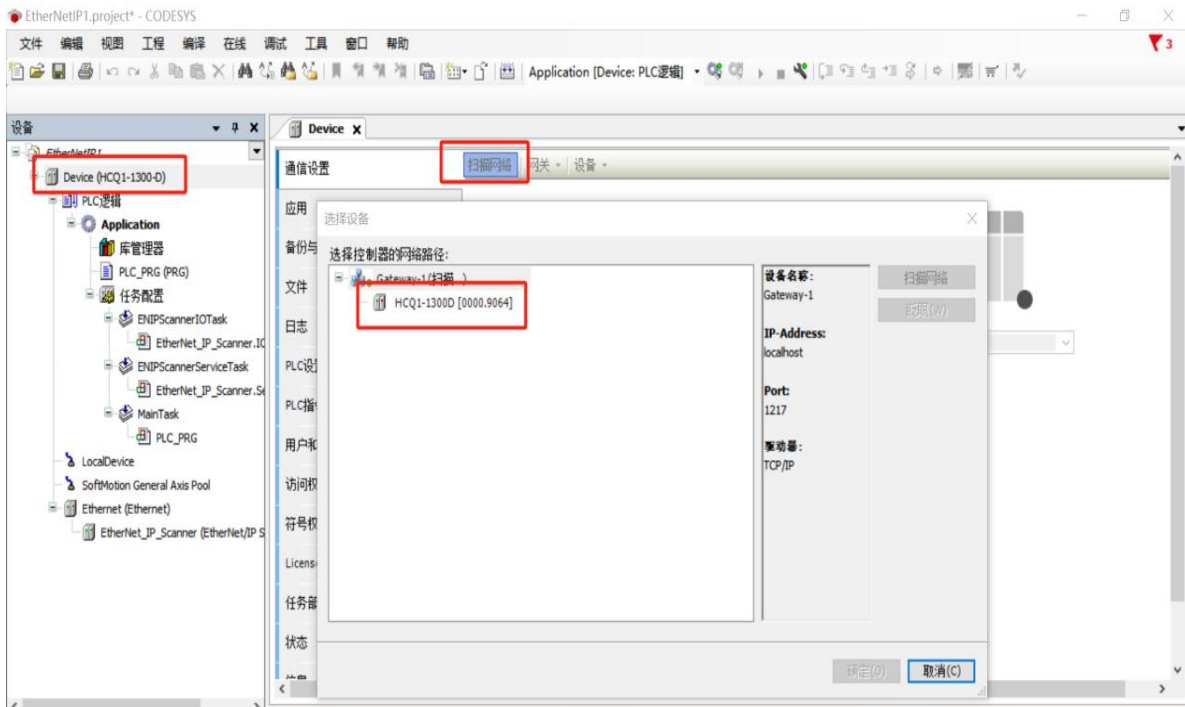 EtherNetIP1.project* - CODESYS
文件 编辑 视图 工程 编译 在线 调试 工具 窗口 帮助
3
Application [Device: PLC逻辑]
设备
EtherNetIP1
Device (HCQ1-1300-D)
PLC逻辑
Application
库管理器
PLC_PRG (PRG)
任务配置
ENIPScannerIOTask
EtherNet_IP_Scanner.IO
ENIPScannerServiceTask
EtherNet_IP_Scanner.Se
MainTask
PLC_PRG
LocalDevice
SoftMotion General Axis Pool
Ethernet (Ethernet)
EtherNet_IP_Scanner (EtherNet/IP S
Device
通信设置
应用
备份与
文件
日志
PLC设
PLC指
用户和
访问权
符号权
Licens
任务部
状态
扫描网络 网关 设备
选择设备
选择控制器的网络路径:
Gateway-1(扫描...)
HCQ1-1300D [0000.9064]
设备名称:
Gateway-1
IP-Address:
localhost
Port:
1217
驱动器:
TCP/IP
扫描网络
确定(O) 取消(C)